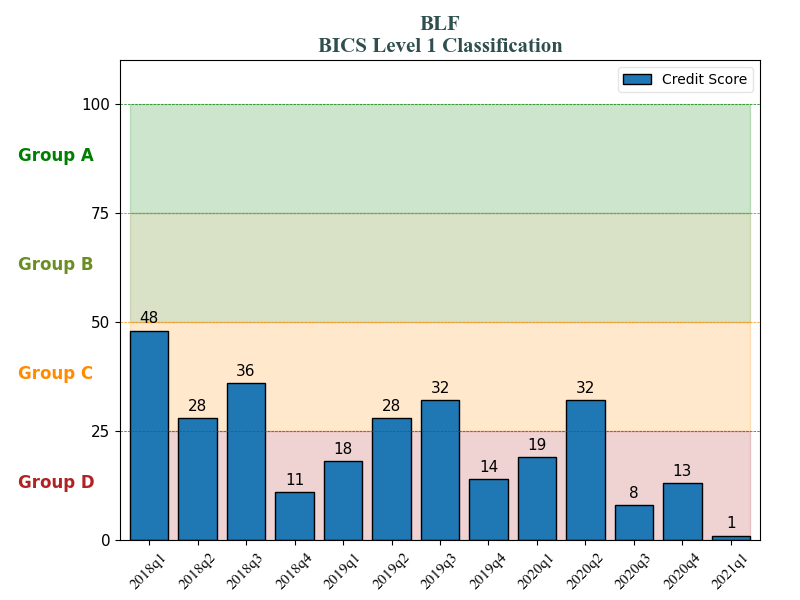 BLF
BICS Level 1 Classification
Credit Score
100
Group A
75
Group B
50
48
Group C
36
32
32
28
28
25
19
18
14
13
11
8
1
Group D
0
2018q1 2018q2 2018q3 2018q4 2019q1 2019q2 2019q3 2019q4 2020q1 2020q2 2020q3 2020q4 2021q1